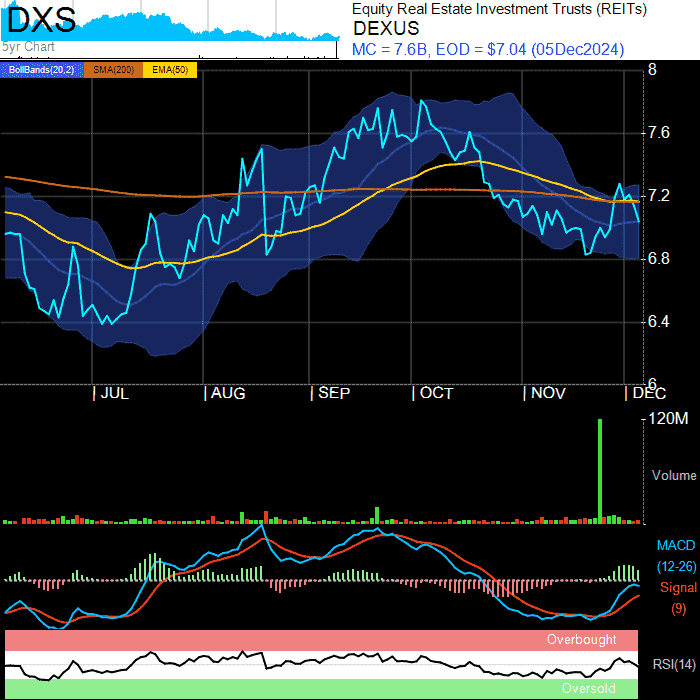 DXS
5yr Chart
Equity Real Estate Investment Trusts (REITs)
DEXUS
MC = 7.6B, EOD = $7.04 (05Dec2024)
BollBands(20,2) SMA(200) EMA(50)
8
7.6
7.2
6.8
6.4
6
JUL AUG SEP OCT NOV DEC
120M
Volume
MACD
(12-26)
Signal
(9)
Overbought
RSI(14)
Oversold